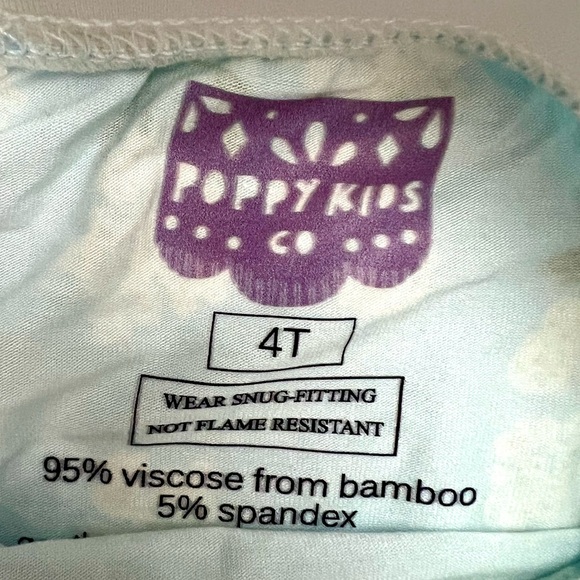 POPPY KIDS
CO
4T
WEAR SNUG-FITTING
NOT FLAME RESISTANT
95% viscose from bamboo
5% spandex